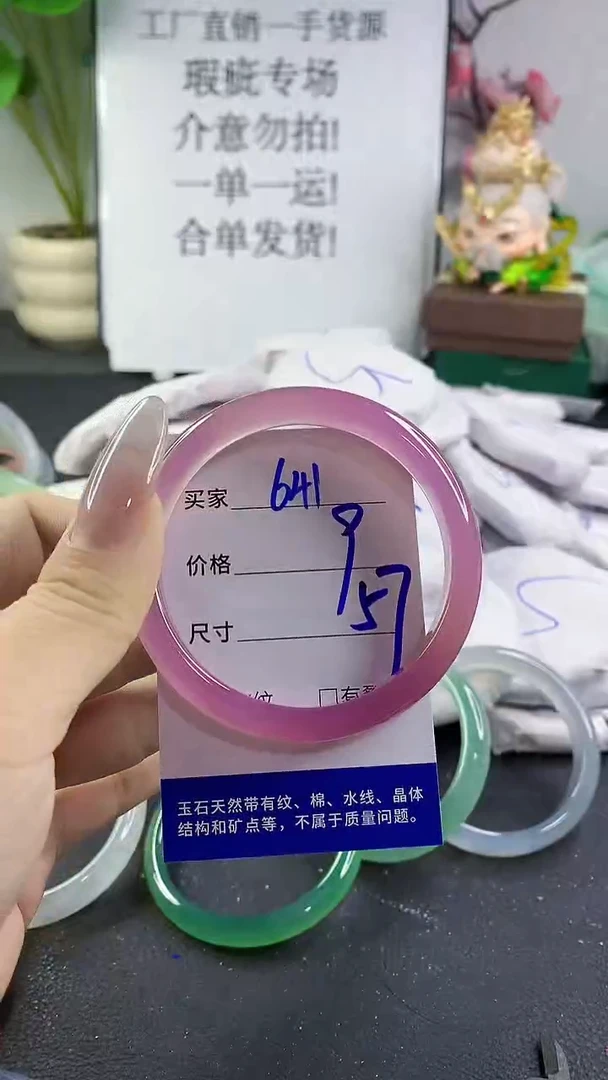 工厂直销一手货源
瑕疵专场
介意勿拍!
一单一运!
合单发货!
买家 641
价格 9
尺寸 57
纹 □有
玉石天然带有纹、棉、水线、晶体
结构和矿点等，不属于质量问题。